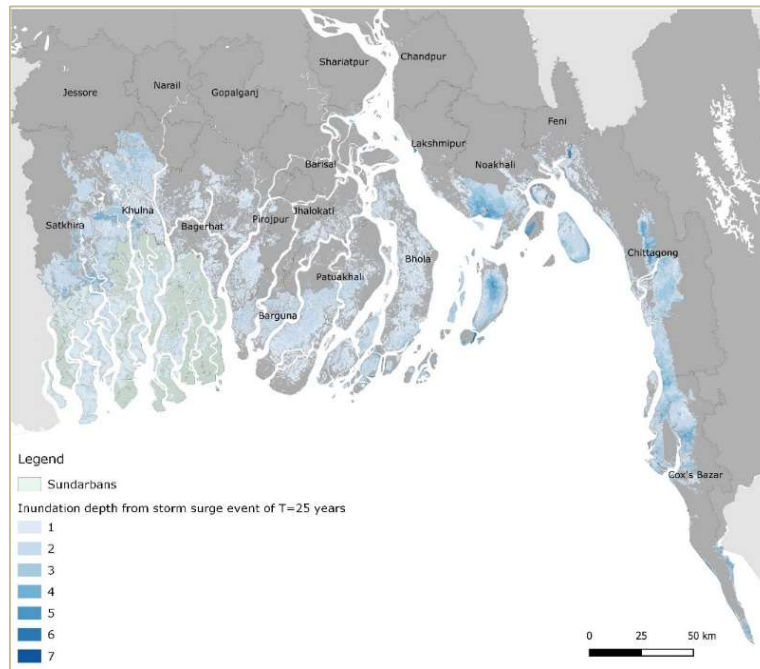 Shariatpur
Chandpur
Jessore
Narail
Gopalganj
Feni
Lakshmipur
Noakhali
Barisal
Satkhira
Khulna
Bagerhat
Pirojpur
Jhalokati
Bhola
Chittagong
Patuakhali
Barguna
Cox's Bazar
Legend
Sundarbans
Inundation depth from storm surge event of T=25 years
1
2
3
4
5
6
7
0 25 50 km